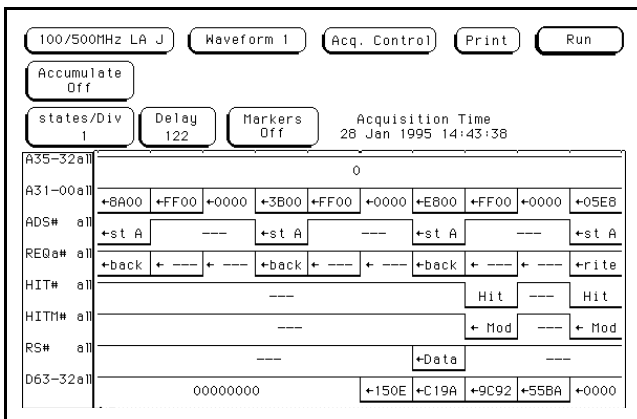 100/500MHz LA J Waveform 1 Acq. Control Print Run
Accumulate
Off
states/Div Delay Markers Acquisition Time
1 122 Off 28 Jan 1995 14:43:38
A35-32all 0
A31-00all ←8A00 ←FF00 ←0000 ←3B00 ←FF00 ←0000 ←E800 ←FF00 ←0000 ←05E8
ADS# all ←st A --- ←st A --- ←st A --- ←st A
REQa# all ←back ← --- ← --- ←back ← --- ← --- ←back ← --- ← --- ←rite
HIT# all --- Hit --- Hit
HITM# all --- ← Mod --- ← Mod
RS# all --- ←Data ---
D63-32all 00000000 ←150E ←C19A ←9C92 ←55BA ←0000